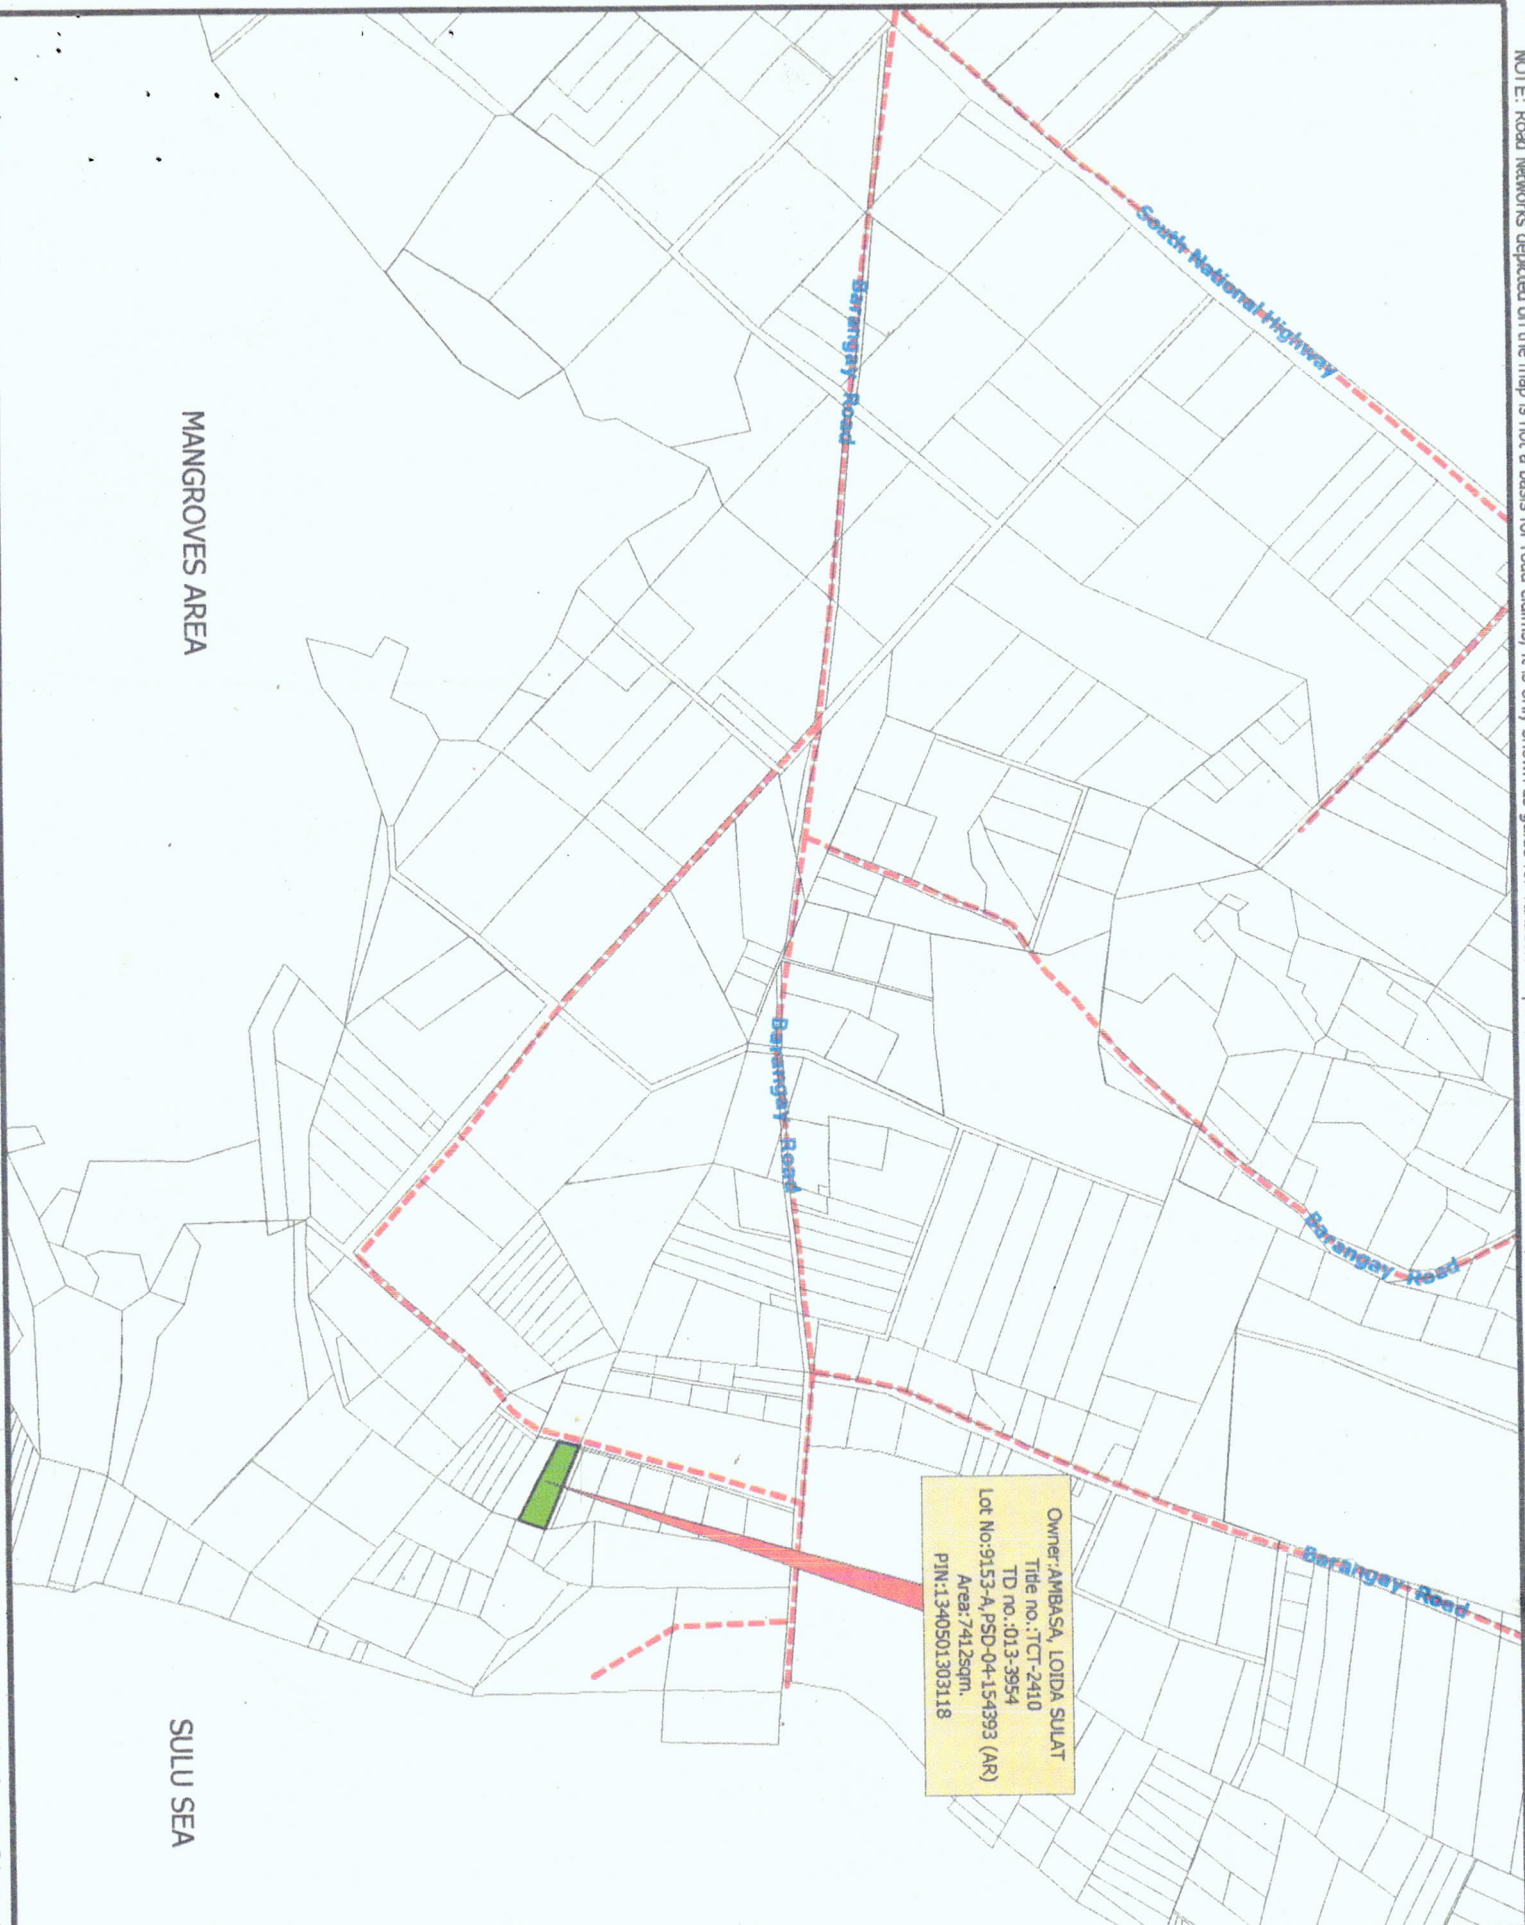 NOTE: Road Networks depicted on the map is not a basis for road claims, it is only shown as guide
South National Highway
Barangay Road
Barangay Road
Barangay Road
Barangay Road
Owner:AMBASA, LOIDA SULAT
Title no.:TCT-2410
TD no.:013-3954
Lot No:9153-A,PSD-04-154393 (AR)
Area:7412sqm.
PIN:1340501303118
MANGROVES AREA
SULU SEA